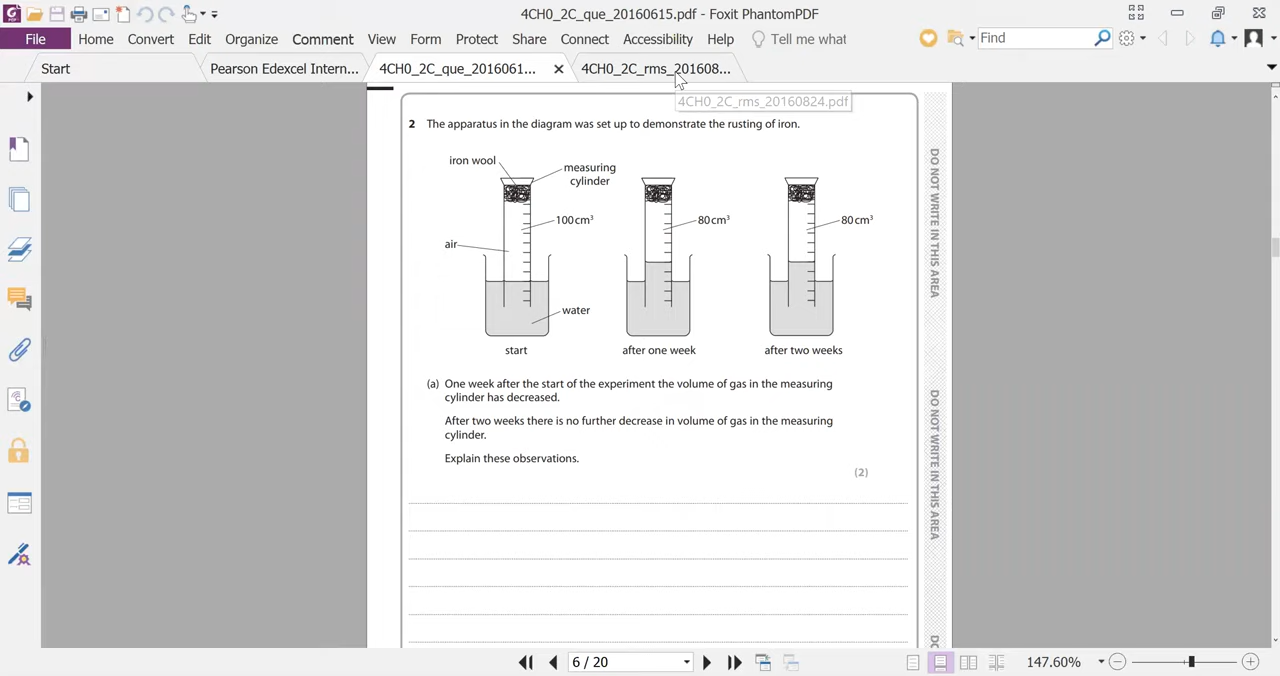 4CH0_2C_que_20160615.pdf - Foxit PhantomPDF
File Home Convert Edit Organize Comment View Form Protect Share Connect Accessibility Help Tell me what Find
Start Pearson Edexcel Intern... 4CH0_2C_que_2016061... 4CH0_2C_rms_201608...
4CH0_2C_rms_20160824.pdf
2 The apparatus in the diagram was set up to demonstrate the rusting of iron.
iron wool
measuring
cylinder
100 cm³ 80 cm³ 80 cm³
air
water
start after one week after two weeks
(a) One week after the start of the experiment the volume of gas in the measuring
cylinder has decreased.
After two weeks there is no further decrease in volume of gas in the measuring
cylinder.
Explain these observations.
(2)
DO NOT WRITE IN THIS AREA
DO NOT WRITE IN THIS AREA
DO
6 / 20 147.60%